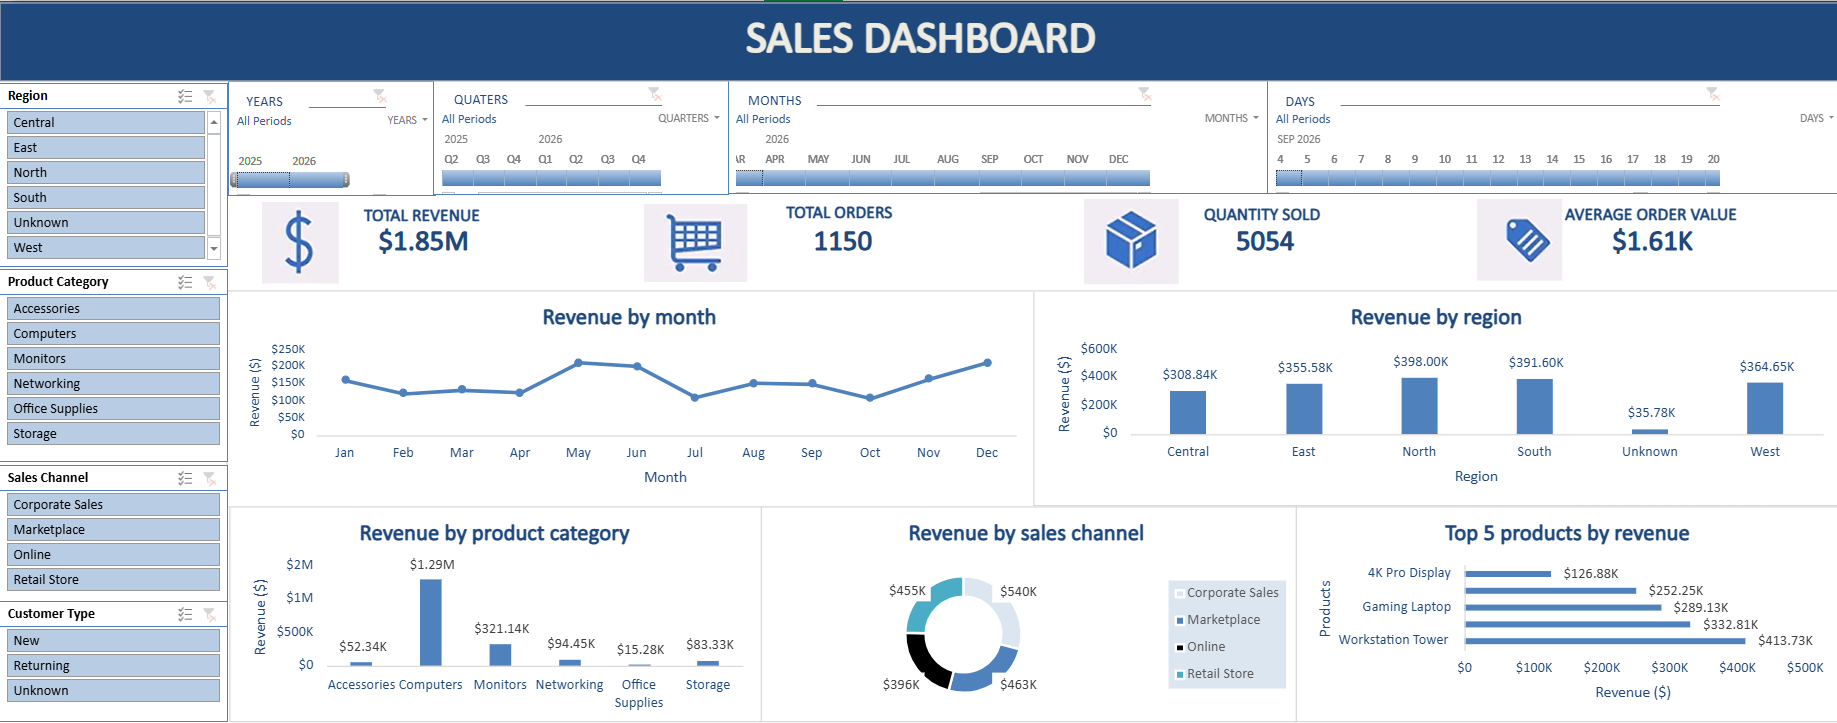 SALES DASHBOARD
Region
Central
East
North
South
Unknown
West
Product Category
Accessories
Computers
Monitors
Networking
Office Supplies
Storage
Sales Channel
Corporate Sales
Marketplace
Online
Retail Store
Customer Type
New
Returning
Unknown
YEARS
All Periods
YEARS
2025 2026
QUATERS
All Periods
QUARTERS
2025 2026
Q2 Q3 Q4 Q1 Q2 Q3 Q4
MONTHS
All Periods
MONTHS
2026
AR APR MAY JUN JUL AUG SEP OCT NOV DEC
DAYS
All Periods
DAYS
SEP 2026
4 5 6 7 8 9 10 11 12 13 14 15 16 17 18 19 20
TOTAL REVENUE
$1.85M
TOTAL ORDERS
1150
QUANTITY SOLD
5054
AVERAGE ORDER VALUE
$1.61K
Revenue by month
Revenue ($)
$250K
$200K
$150K
$100K
$50K
$0
Jan Feb Mar Apr May Jun Jul Aug Sep Oct Nov Dec
Month
Revenue by region
Revenue ($)
$600K
$400K
$200K
$0
$308.84K $355.58K $398.00K $391.60K $35.78K $364.65K
Central East North South Unknown West
Region
Revenue by product category
Revenue ($)
$2M
$1M
$500K
$0
$52.34K $1.29M $321.14K $94.45K $15.28K $83.33K
Accessories Computers Monitors Networking Office Supplies Storage
Revenue by sales channel
$455K $540K
$396K $463K
Corporate Sales
Marketplace
Online
Retail Store
Top 5 products by revenue
Products
4K Pro Display $126.88K
$252.25K
Gaming Laptop $289.13K
$332.81K
Workstation Tower $413.73K
$0 $100K $200K $300K $400K $500K
Revenue ($)